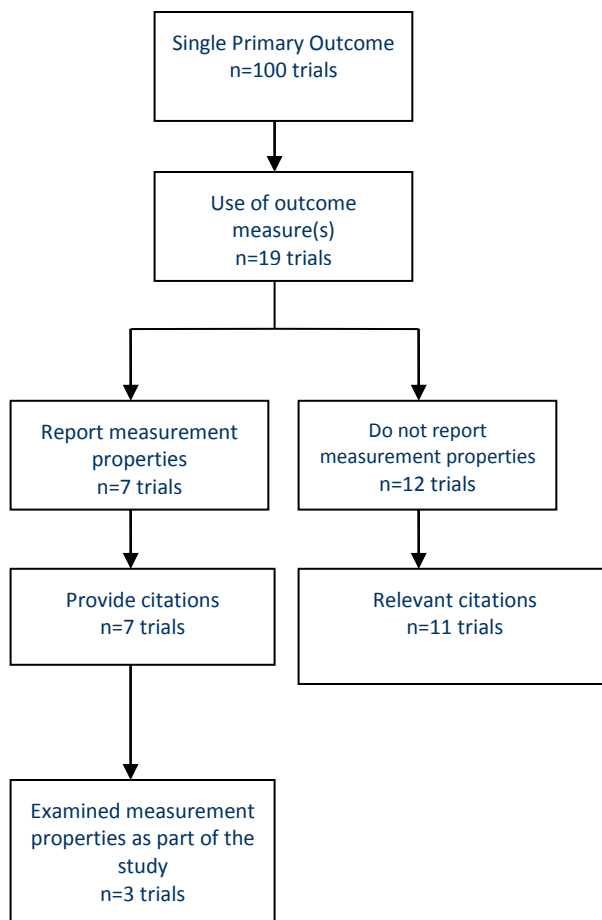 Single Primary Outcome
n=100 trials
Use of outcome
measure(s)
n=19 trials
Report measurement
properties
n=7 trials
Do not report
measurement properties
n=12 trials
Provide citations
n=7 trials
Relevant citations
n=11 trials
Examined measurement
properties as part of the
study
n=3 trials